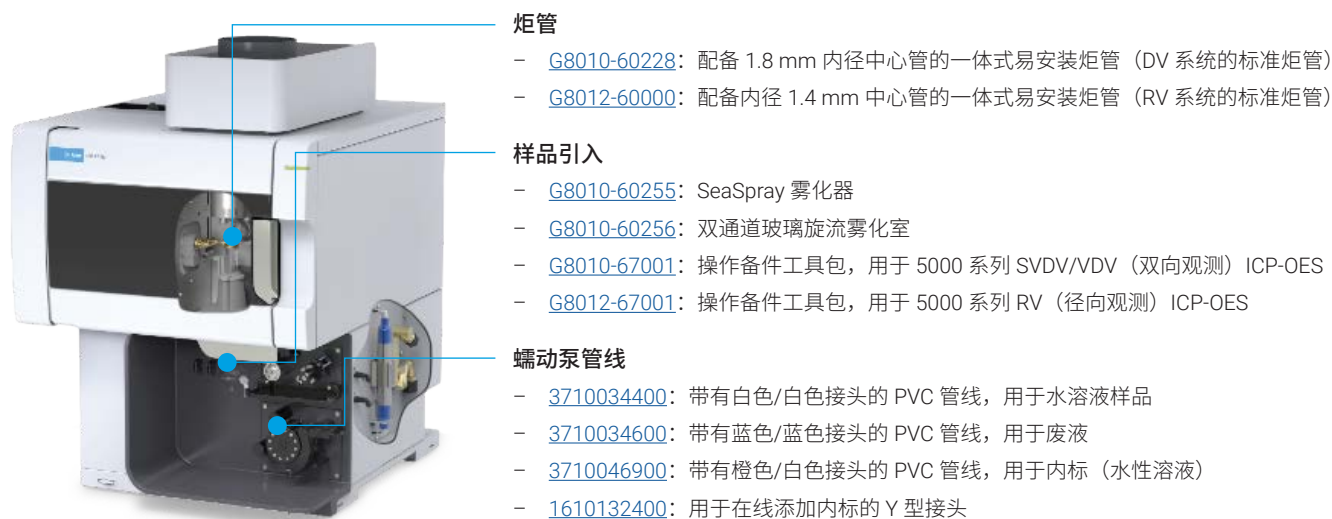 炬管
– G8010-60228：配备 1.8 mm 内径中心管的一体式易安装炬管（DV 系统的标准炬管）
– G8012-60000：配备内径 1.4 mm 中心管的一体式易安装炬管（RV 系统的标准炬管）
样品引入
– G8010-60255：SeaSpray 雾化器
– G8010-60256：双通道玻璃旋流雾化室
– G8010-67001：操作备件工具包，用于 5000 系列 SVDV/VDV（双向观测）ICP-OES
– G8012-67001：操作备件工具包，用于 5000 系列 RV（径向观测）ICP-OES
蠕动泵管线
– 3710034400：带有白色/白色接头的 PVC 管线，用于水溶液样品
– 3710034600：带有蓝色/蓝色接头的 PVC 管线，用于废液
– 3710046900：带有橙色/白色接头的 PVC 管线，用于内标（水性溶液）
– 1610132400：用于在线添加内标的 Y 型接头